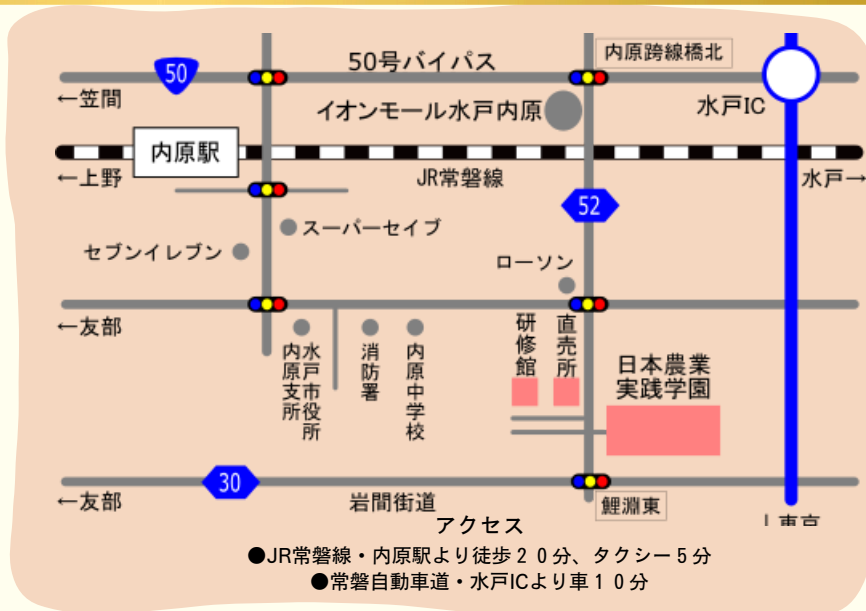 50
50号バイパス
内原跨線橋北
←笠間
イオンモール水戸内原
水戸IC
内原駅
←上野
JR常磐線
水戸→
52
スーパーセイブ
セブンイレブン
ローソン
←友部
水戸市役所
内原支所
消防署
内原中学校
研修館
直売所
日本農業
実践学園
30
←友部
岩間街道
鯉淵東
アクセス
●JR常磐線・内原駅より徒歩20分、タクシー5分
●常磐自動車道・水戸ICより車10分